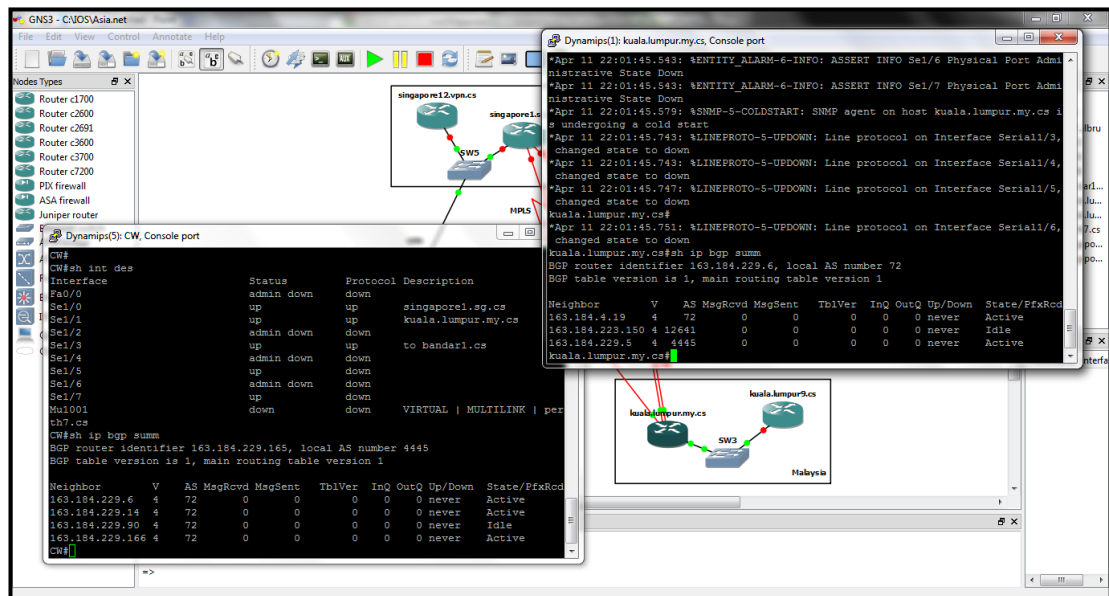 GNS3 - C:\IOS\Asia.net
File Edit View Control Annotate Help
Nodes Types
Router c1700
Router c2600
Router c2691
Router c3600
Router c3700
Router c7200
PIX firewall
ASA firewall
Juniper router
singapore12.vpn.cs
singapore1.s
SW5
MPLS
Dynamips(1): kuala.lumpur.my.cs, Console port
*Apr 11 22:01:45.543: %ENTITY_ALARM-6-INFO: ASSERT INFO Se1/6 Physical Port Admi
nistrative State Down
*Apr 11 22:01:45.543: %ENTITY_ALARM-6-INFO: ASSERT INFO Se1/7 Physical Port Admi
nistrative State Down
*Apr 11 22:01:45.579: %SNMP-5-COLDSTART: SNMP agent on host kuala.lumpur.my.cs i
s undergoing a cold start
*Apr 11 22:01:45.743: %LINEPROTO-5-UPDOWN: Line protocol on Interface Serial1/3,
changed state to down
*Apr 11 22:01:45.743: %LINEPROTO-5-UPDOWN: Line protocol on Interface Serial1/4,
changed state to down
*Apr 11 22:01:45.747: %LINEPROTO-5-UPDOWN: Line protocol on Interface Serial1/5,
changed state to down
kuala.lumpur.my.cs#
*Apr 11 22:01:45.751: %LINEPROTO-5-UPDOWN: Line protocol on Interface Serial1/6,
changed state to down
kuala.lumpur.my.cs#sh ip bgp summ
BGP router identifier 163.184.229.6, local AS number 72
BGP table version is 1, main routing table version 1
Neighbor V AS MsgRcvd MsgSent TblVer InQ OutQ Up/Down State/PfxRcd
163.184.4.19 4 72 0 0 0 0 0 never Active
163.184.223.150 4 12641 0 0 0 0 0 never Idle
163.184.229.5 4 4445 0 0 0 0 0 never Active
kuala.lumpur.my.cs#
Dynamips(5): CW, Console port
CW#
CW#sh int des
Interface Status Protocol Description
Fa0/0 admin down down
Se1/0 up up singapore1.sg.cs
Se1/1 up up kuala.lumpur.my.cs
Se1/2 admin down down
Se1/3 up up to bandar1.cs
Se1/4 admin down down
Se1/5 up down
Se1/6 admin down down
Se1/7 up down
Mu1001 down down VIRTUAL | MULTILINK | per
th7.cs
CW#sh ip bgp summ
BGP router identifier 163.184.229.165, local AS number 4445
BGP table version is 1, main routing table version 1
Neighbor V AS MsgRcvd MsgSent TblVer InQ OutQ Up/Down State/PfxRcd
163.184.229.6 4 72 0 0 0 0 0 never Active
163.184.229.14 4 72 0 0 0 0 0 never Active
163.184.229.90 4 72 0 0 0 0 0 never Idle
163.184.229.166 4 72 0 0 0 0 0 never Active
CW#
kuala.lumpur.my.cs
kuala.lumpur9.cs
SW3
Malaysia
lbru
ar1...
.lu...
.lu...
7.cs
po...
po...
nterfa
=>